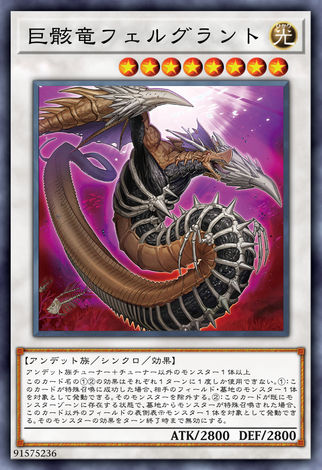 巨骸竜フェルグラント
光
【アンデット族/シンクロ/効果】
アンデット族チューナー+チューナー以外のモンスター1体以上
このカード名の①②の効果はそれぞれ1ターンに1度しか使用できない。①:こ
のカードが特殊召喚に成功した場合、相手のフィールド・墓地のモンスター1体
を対象として発動できる。そのモンスターを除外する。②:このカードが既にモ
ンスターゾーンに存在する状態で、墓地からモンスターが特殊召喚された場合、
このカード以外のフィールドの表側表示モンスター1体を対象として発動できる。
そのモンスターの効果をターン終了時まで無効にする。
ATK/2800 DEF/2800
91575236